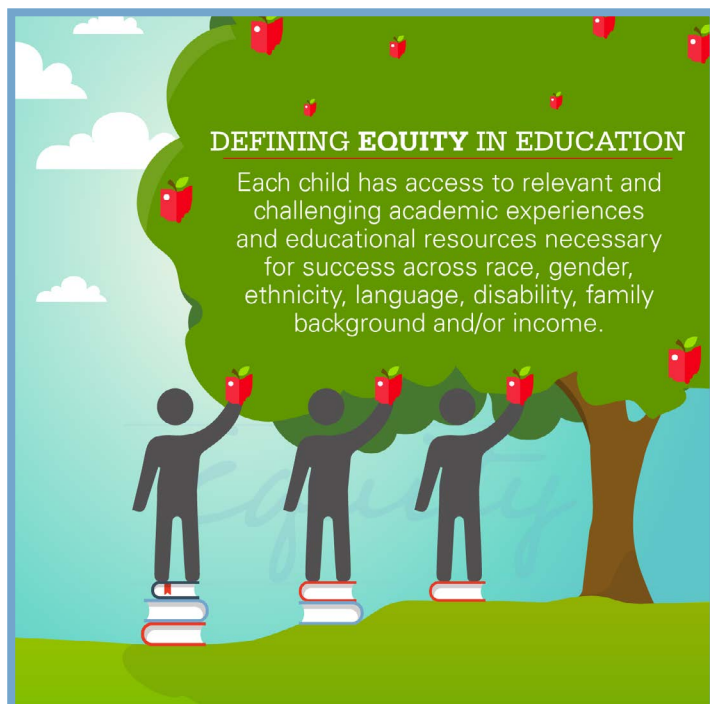 DEFINING EQUITY IN EDUCATION
Each child has access to relevant and
challenging academic experiences
and educational resources necessary
for success across race, gender,
ethnicity, language, disability, family
background and/or income.
equity